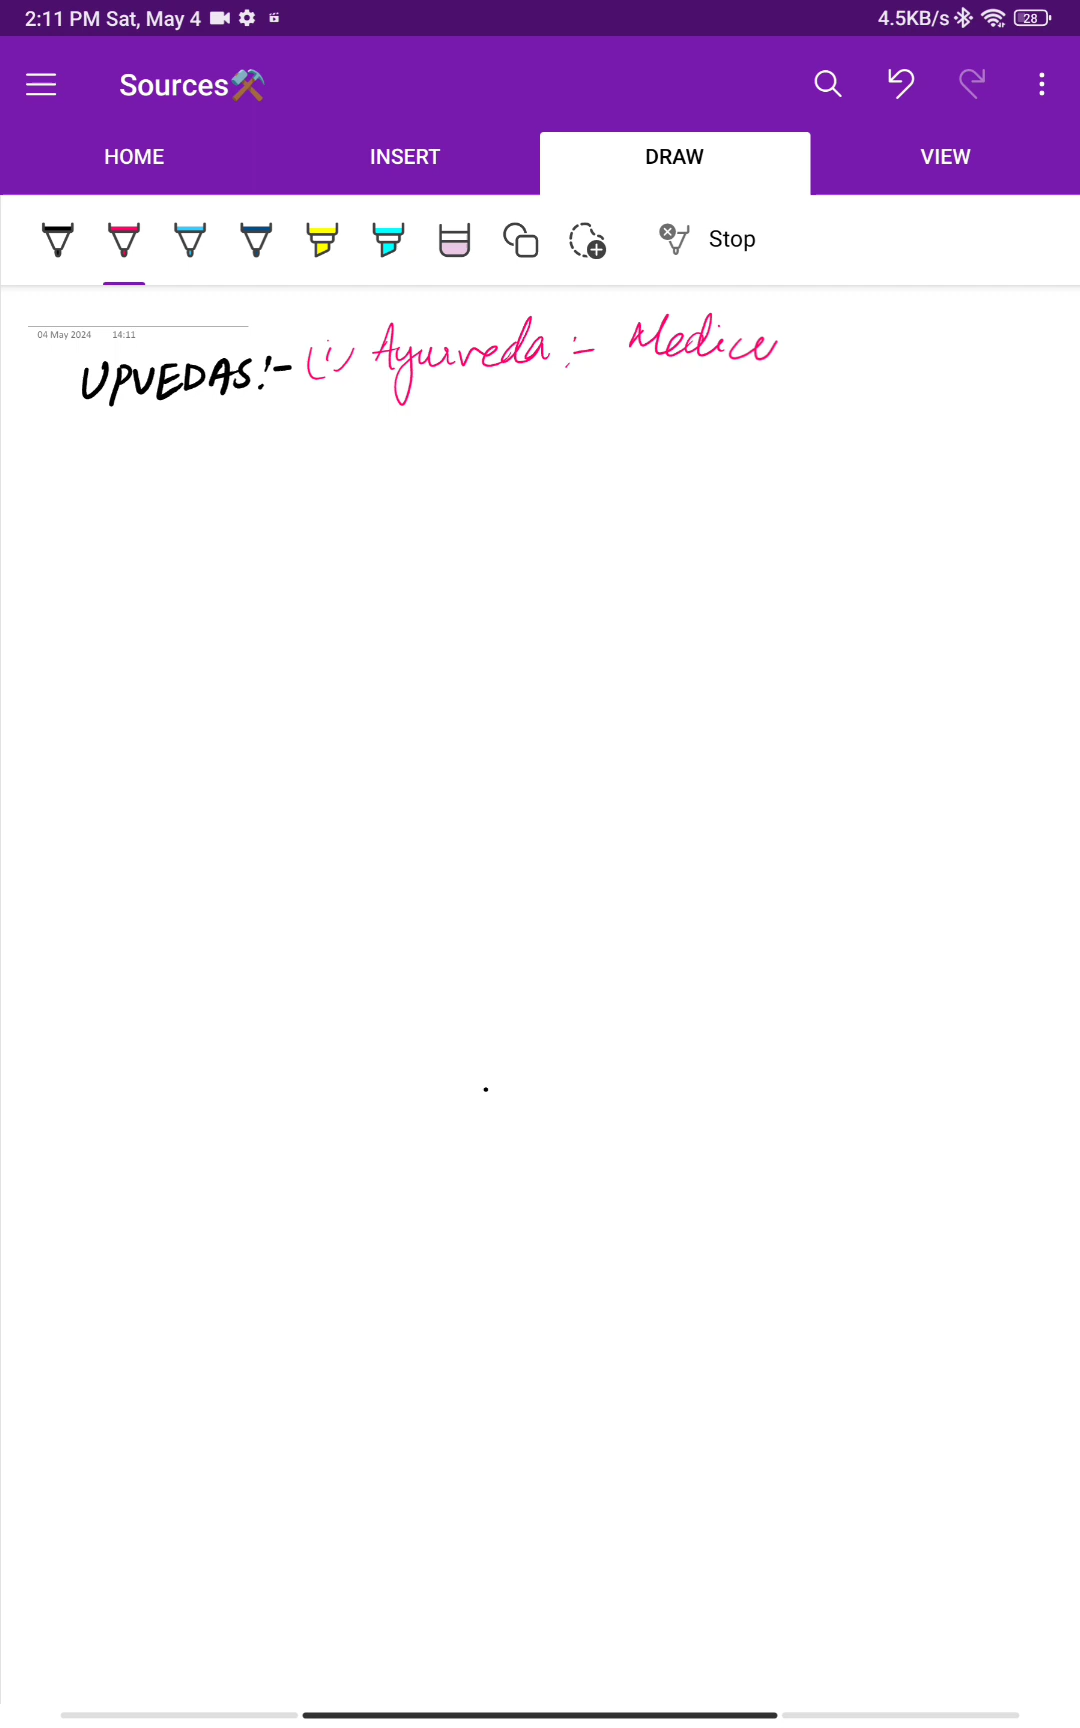 2:11 PM Sat, May 4 4.5KB/s 28
Sources
HOME INSERT DRAW VIEW
Stop
04 May 2024 14:11
UPVEDAS:- (i) Ayurveda :- Medice